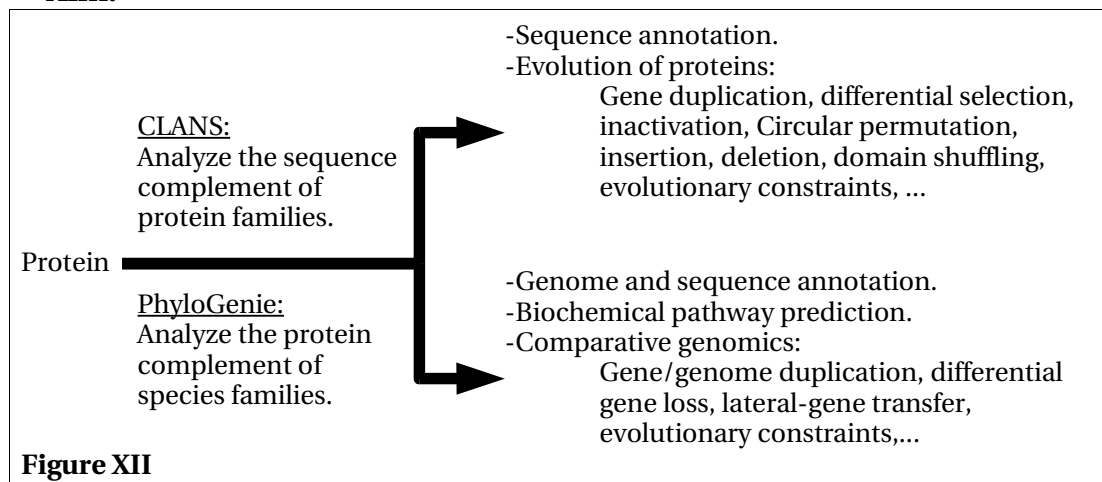 -Sequence annotation.
-Evolution of proteins:
Gene duplication, differential selection,
inactivation, Circular permutation,
insertion, deletion, domain shuffling,
evolutionary constraints, ...
CLANS:
Analyze the sequence
complement of
protein families.
Protein
PhyloGenie:
Analyze the protein
complement of
species families.
-Genome and sequence annotation.
-Biochemical pathway prediction.
-Comparative genomics:
Gene/genome duplication, differential
gene loss, lateral-gene transfer,
evolutionary constraints,...
Figure XII